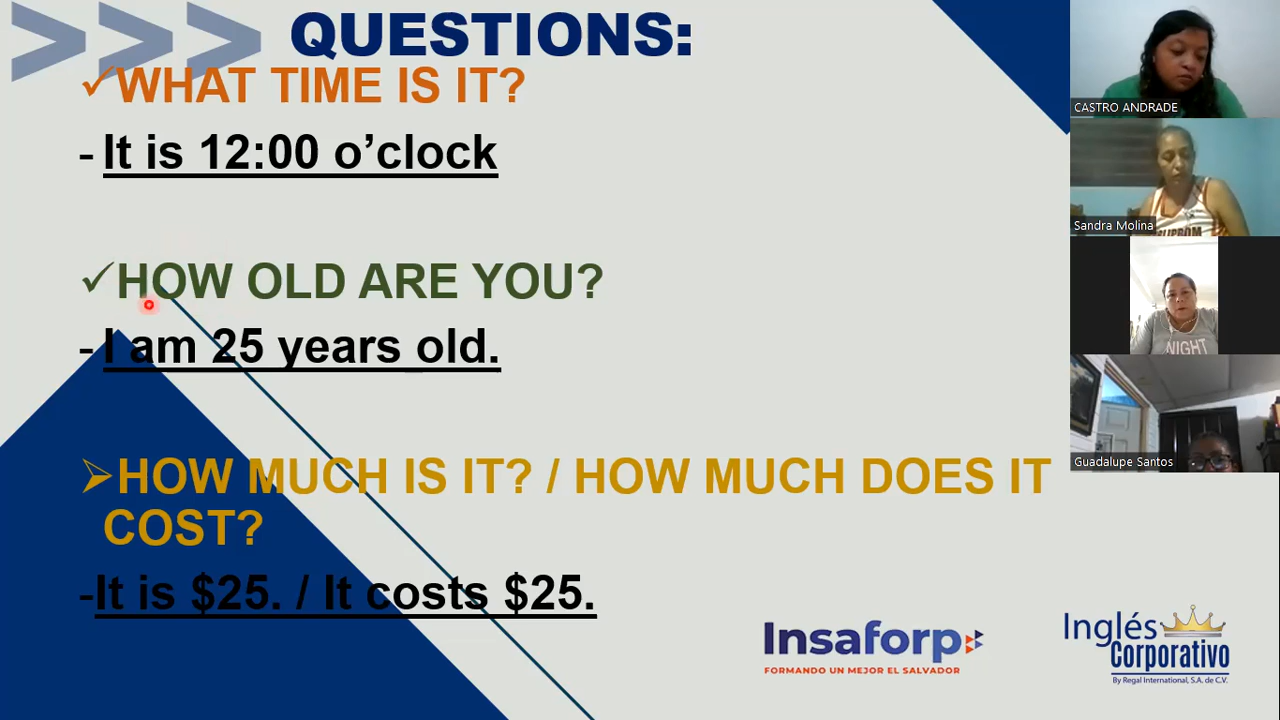 QUESTIONS:
✓WHAT TIME IS IT?
- It is 12:00 o’clock
✓HOW OLD ARE YOU?
- I am 25 years old.
➢HOW MUCH IS IT? / HOW MUCH DOES IT
COST?
-It is $25. / It costs $25.
Insaforp
FORMANDO UN MEJOR EL SALVADOR
Inglés
Corporativo
By Regal International, S.A. de C.V.
CASTRO ANDRADE
Sandra Molina
NIGHT
Guadalupe Santos